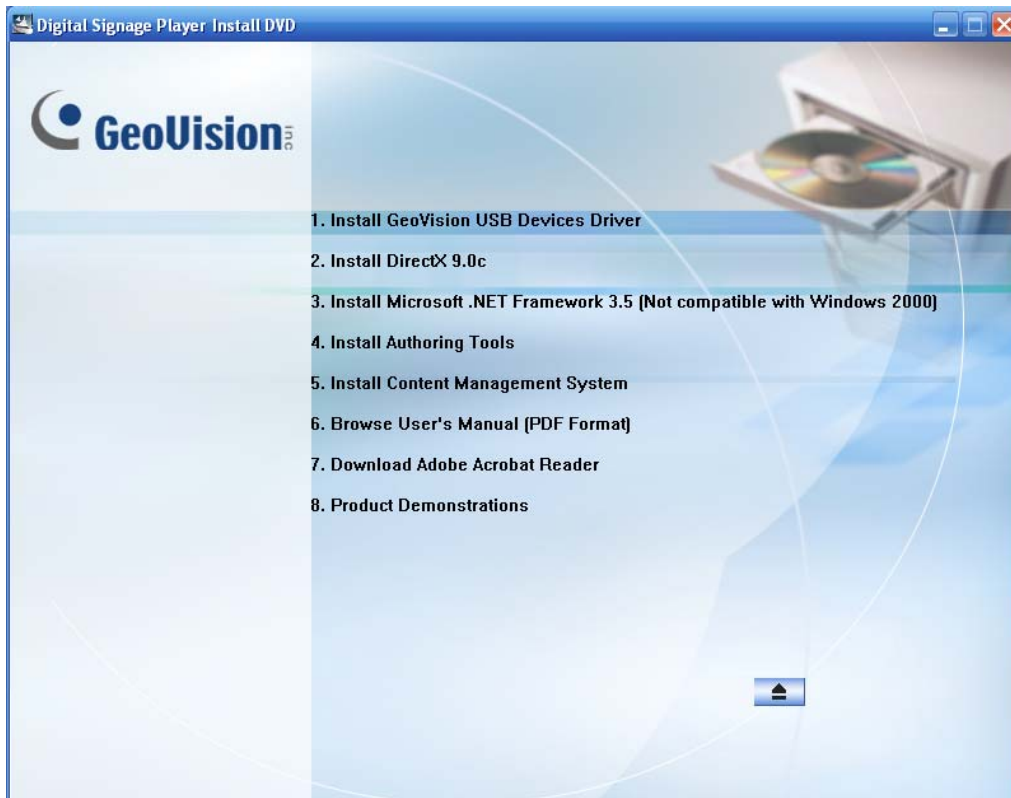 Digital Signage Player Install DVD
GeoVision inc
1. Install GeoVision USB Devices Driver
2. Install DirectX 9.0c
3. Install Microsoft .NET Framework 3.5 (Not compatible with Windows 2000)
4. Install Authoring Tools
5. Install Content Management System
6. Browse User's Manual (PDF Format)
7. Download Adobe Acrobat Reader
8. Product Demonstrations